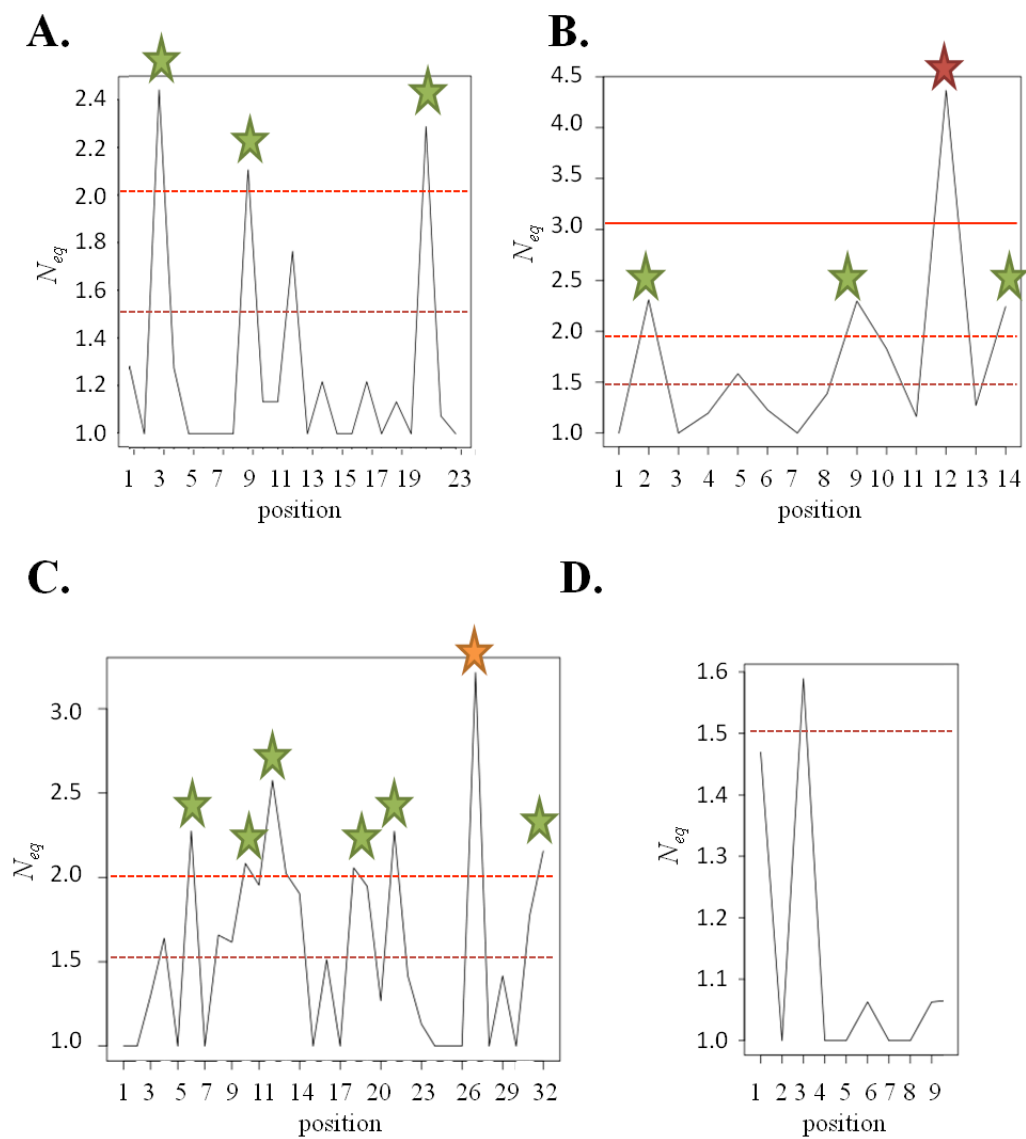 A.
2.4
2.2
2.0
1.8
1.6
1.4
1.2
1.0
Neq
1 3 5 7 9 11 13 15 17 19 23
position
B.
4.5
4.0
3.5
3.0
2.5
2.0
1.5
1.0
Neq
1 2 3 4 5 6 7 8 9 10 11 12 13 14
position
C.
3.0
2.5
2.0
1.5
1.0
Neq
1 3 5 7 9 11 14 17 20 23 26 29 32
position
D.
1.6
1.5
1.4
1.3
1.2
1.1
1.0
Neq
1 2 3 4 5 6 7 8 9
position